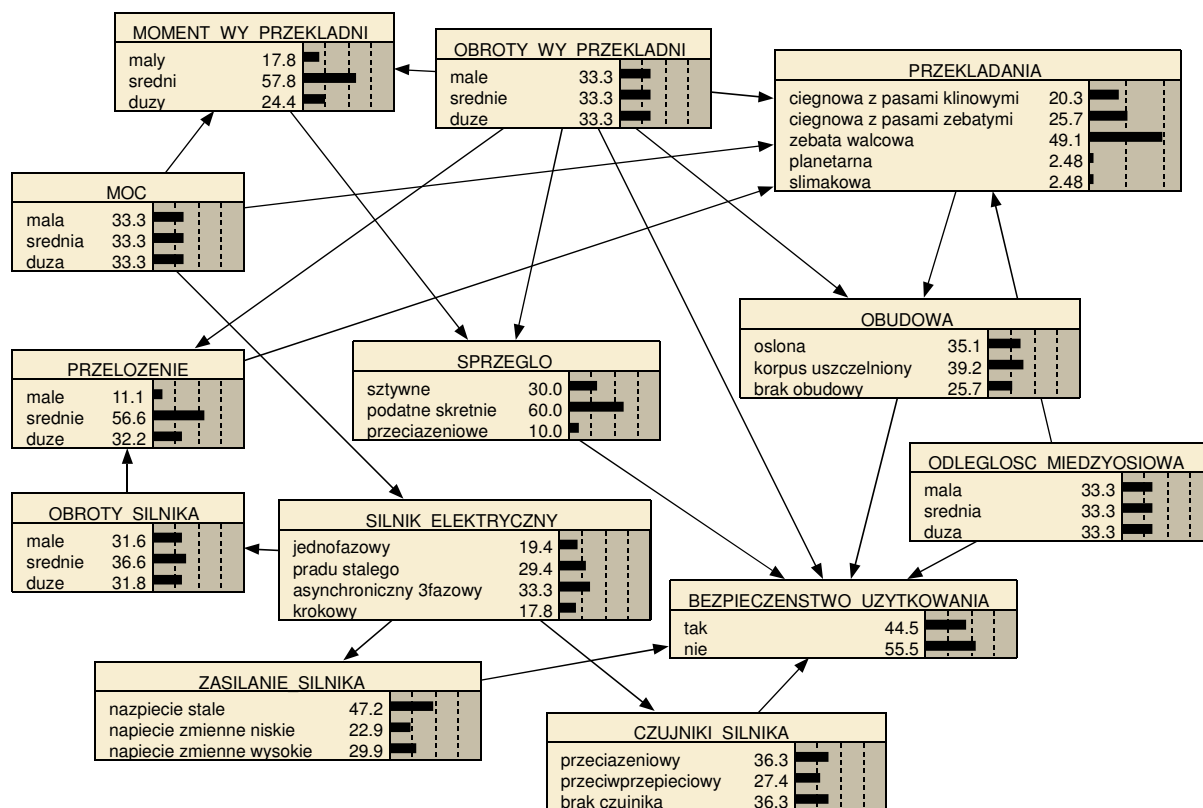 MOMENT WY PRZEKLADNI
maly 17.8
sredni 57.8
duzy 24.4
OBROTY WY PRZEKLADNI
male 33.3
srednie 33.3
duze 33.3
PRZEKLADANIA
ciegnowa z pasami klinowymi 20.3
ciegnowa z pasami zebatymi 25.7
zebata walcowa 49.1
planetarna 2.48
slimakowa 2.48
MOC
mala 33.3
srednia 33.3
duza 33.3
OBUDOWA
oslona 35.1
korpus uszczelniony 39.2
brak obudowy 25.7
PRZELOZENIE
male 11.1
srednie 56.6
duze 32.2
SPRZEGLO
sztywne 30.0
podatne skretnie 60.0
przeciazeniowe 10.0
ODLEGLOSC MIEDZYOSIOWA
mala 33.3
srednia 33.3
duza 33.3
OBROTY SILNIKA
male 31.6
srednie 36.6
duze 31.8
SILNIK ELEKTRYCZNY
jednofazowy 19.4
pradu stalego 29.4
asynchroniczny 3fazowy 33.3
krokowy 17.8
BEZPIECZENSTWO UZYTKOWANIA
tak 44.5
nie 55.5
ZASILANIE SILNIKA
nazpiecie stale 47.2
napiecie zmienne niskie 22.9
napiecie zmienne wysokie 29.9
CZUJNIKI SILNIKA
przeciazeniowy 36.3
przeciwprzepieciowy 27.4
brak czujnika 36.3